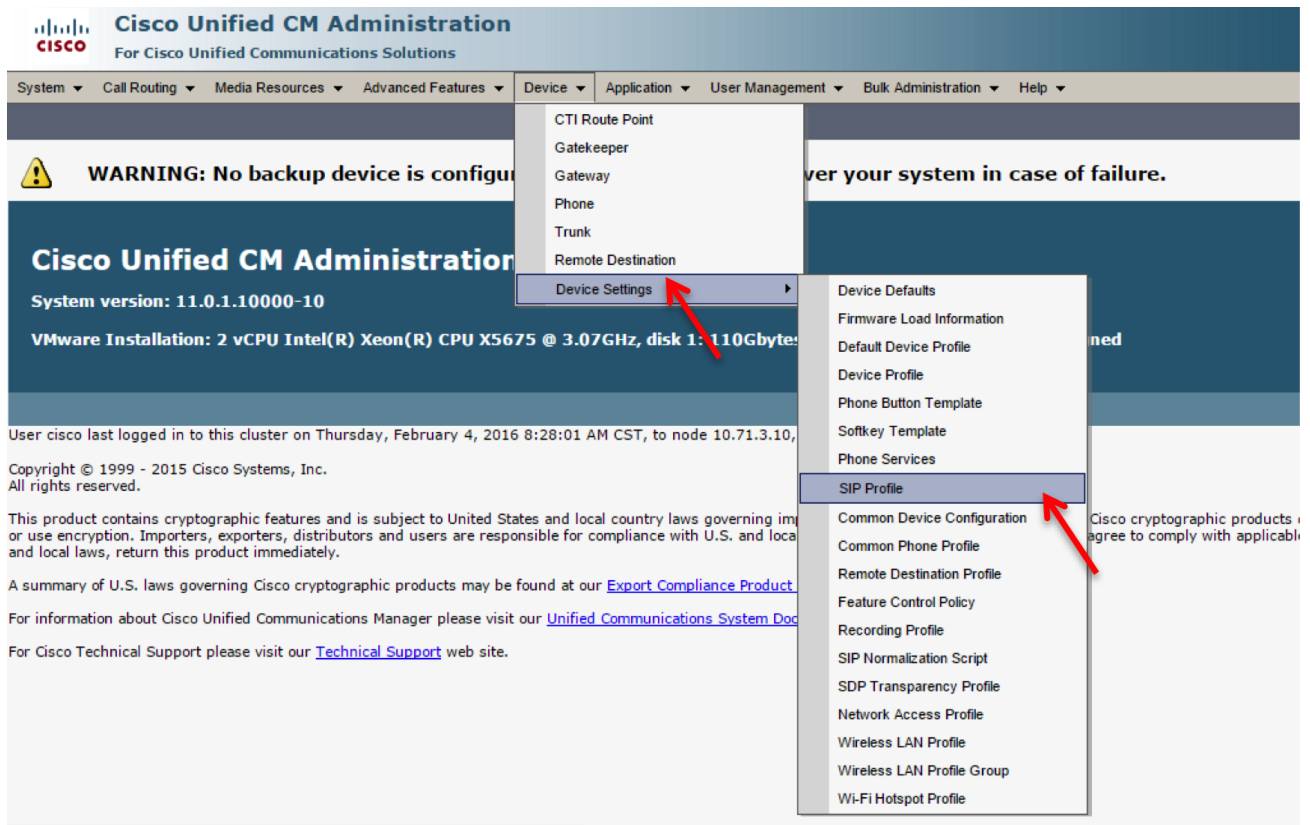 CISCO
Cisco Unified CM Administration
For Cisco Unified Communications Solutions
System Call Routing Media Resources Advanced Features Device Application User Management Bulk Administration Help
CTI Route Point
Gatekeeper
Gateway
Phone
Trunk
Remote Destination
Device Settings
WARNING: No backup device is configu ver your system in case of failure.
Cisco Unified CM Administration
System version: 11.0.1.10000-10
VMware Installation: 2 vCPU Intel(R) Xeon(R) CPU X5675 @ 3.07GHz, disk 1: 110Gbytes ned
Device Defaults
Firmware Load Information
Default Device Profile
Device Profile
Phone Button Template
Softkey Template
Phone Services
SIP Profile
Common Device Configuration
Common Phone Profile
Remote Destination Profile
Feature Control Policy
Recording Profile
SIP Normalization Script
SDP Transparency Profile
Network Access Profile
Wireless LAN Profile
Wireless LAN Profile Group
Wi-Fi Hotspot Profile
User cisco last logged in to this cluster on Thursday, February 4, 2016 8:28:01 AM CST, to node 10.71.3.10,
Copyright © 1999 - 2015 Cisco Systems, Inc.
All rights reserved.
This product contains cryptographic features and is subject to United States and local country laws governing im Cisco cryptographic products
or use encryption. Importers, exporters, distributors and users are responsible for compliance with U.S. and loca agree to comply with applicable
and local laws, return this product immediately.
A summary of U.S. laws governing Cisco cryptographic products may be found at our Export Compliance Product
For information about Cisco Unified Communications Manager please visit our Unified Communications System Doc
For Cisco Technical Support please visit our Technical Support web site.